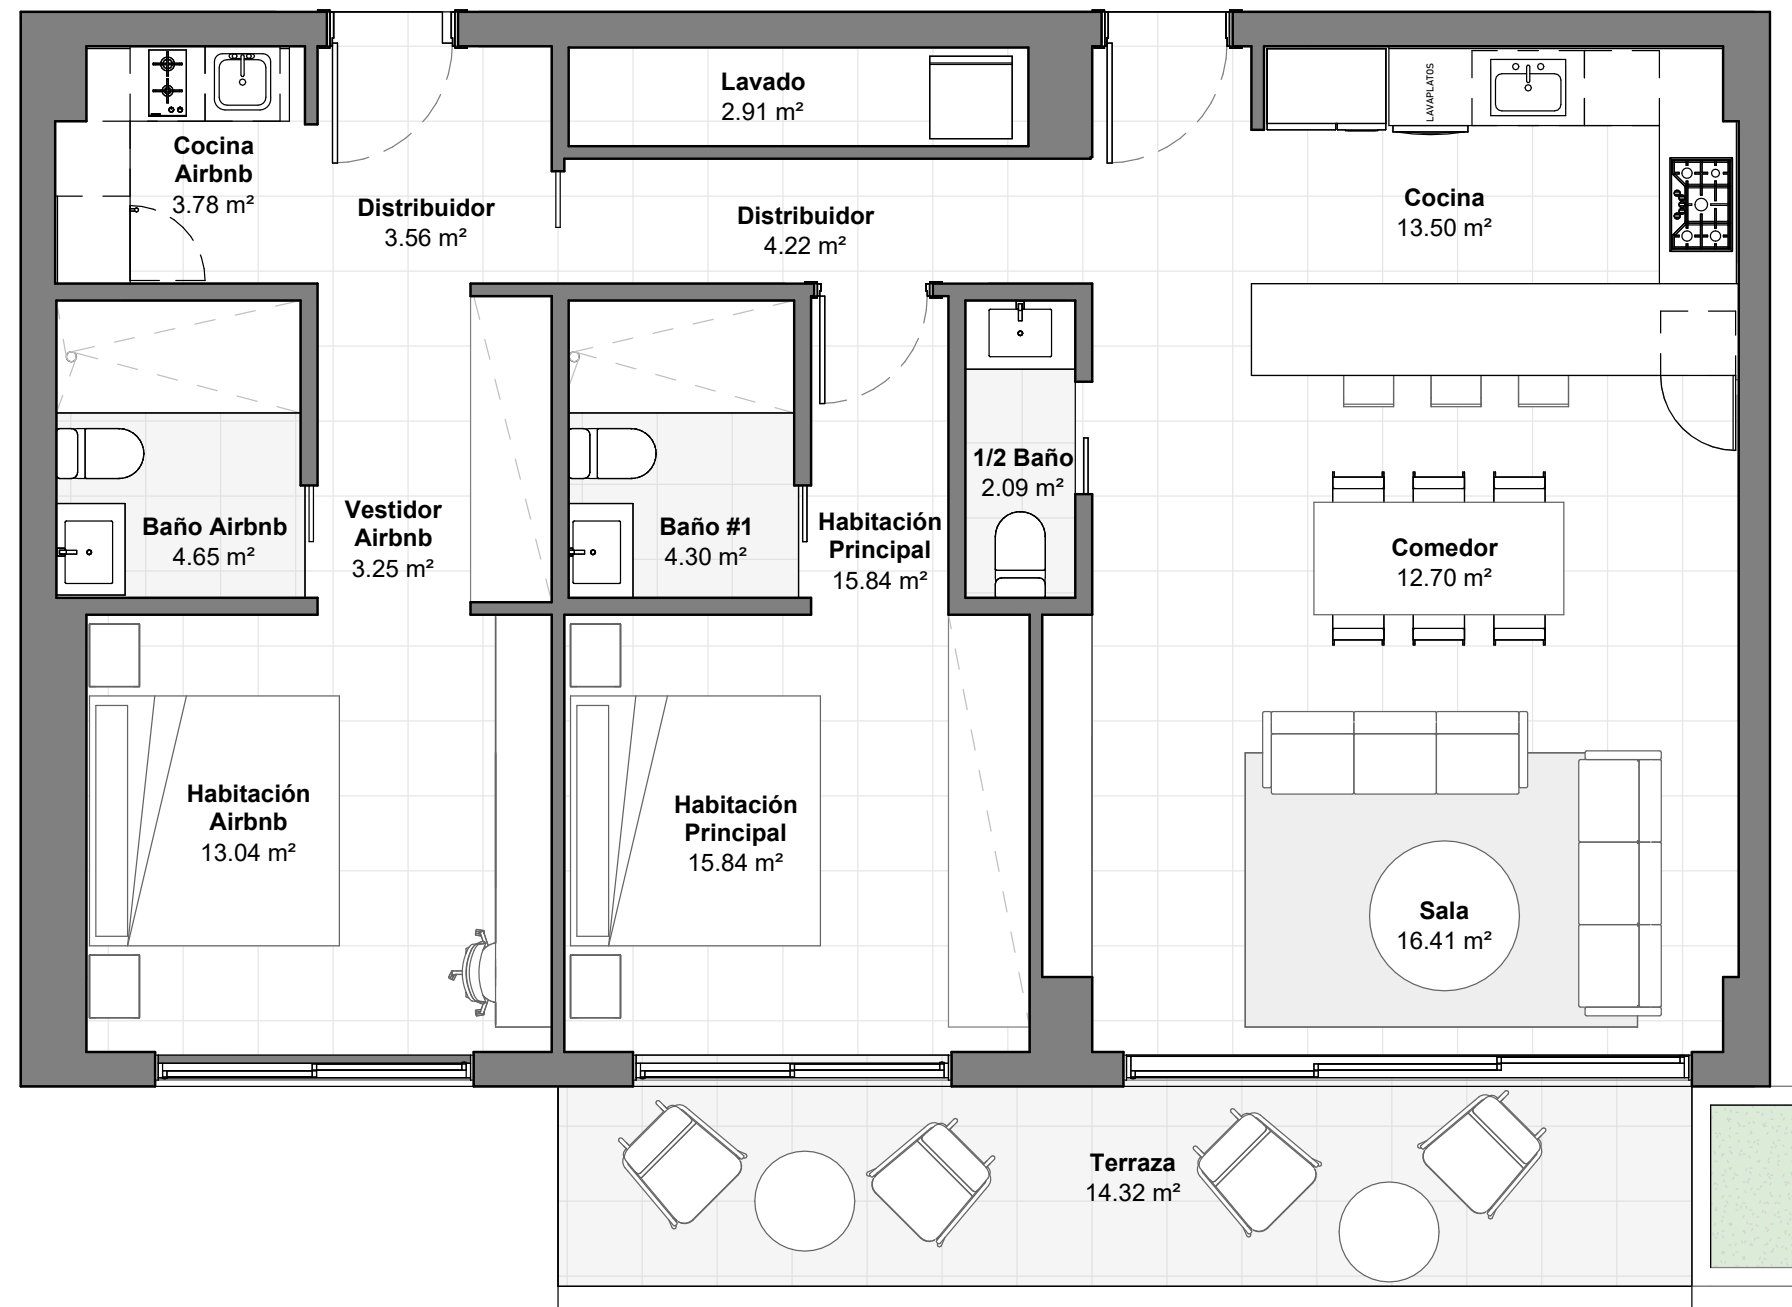 Lavado
2.91 m²
LAVAPLATOS
Cocina
Airbnb
3.78 m²
Distribuidor
3.56 m²
Distribuidor
4.22 m²
Cocina
13.50 m²
Baño Airbnb
4.65 m²
Vestidor
Airbnb
3.25 m²
Baño #1
4.30 m²
Habitación
Principal
15.84 m²
1/2 Baño
2.09 m²
Comedor
12.70 m²
Habitación
Airbnb
13.04 m²
Habitación
Principal
15.84 m²
Sala
16.41 m²
Terraza
14.32 m²